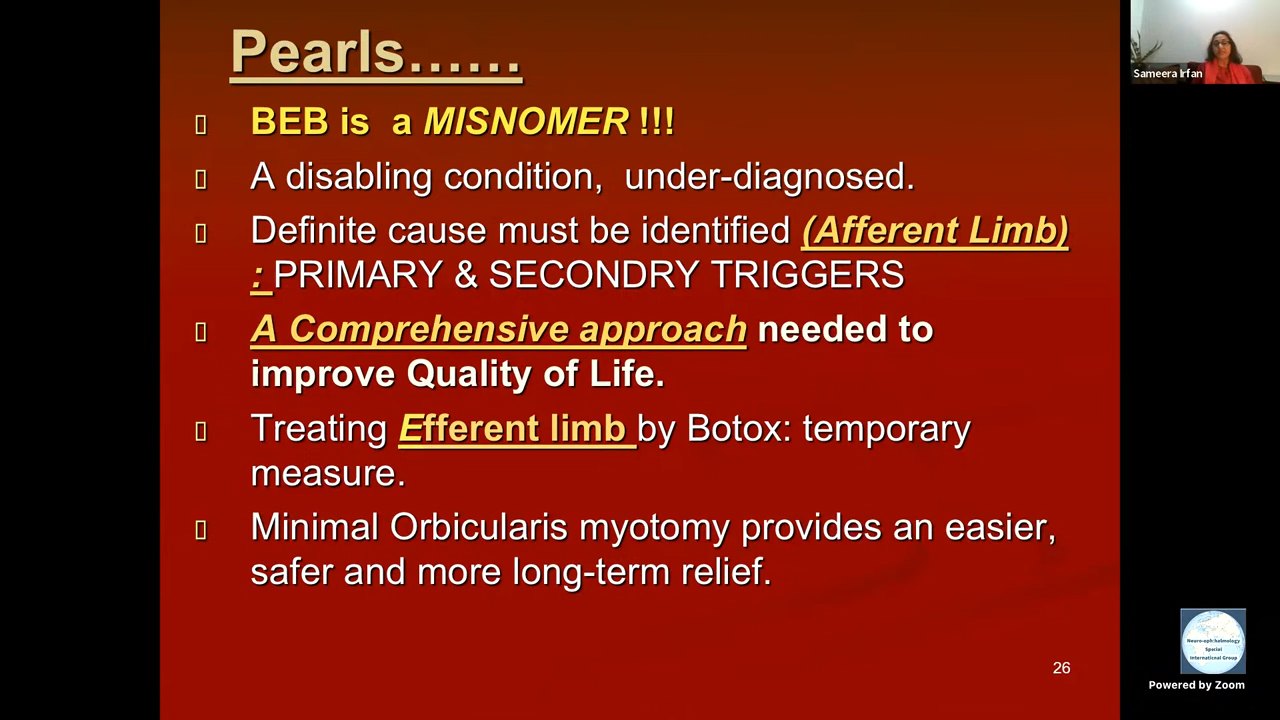 Pearls……
BEB is a MISNOMER !!!
A disabling condition, under-diagnosed.
Definite cause must be identified (Afferent Limb)
: PRIMARY & SECONDRY TRIGGERS
A Comprehensive approach needed to
improve Quality of Life.
Treating Efferent limb by Botox: temporary
measure.
Minimal Orbicularis myotomy provides an easier,
safer and more long-term relief.
26
Sameera Irfan
Neuro-ophthalmology
Special
International Group
Powered by Zoom